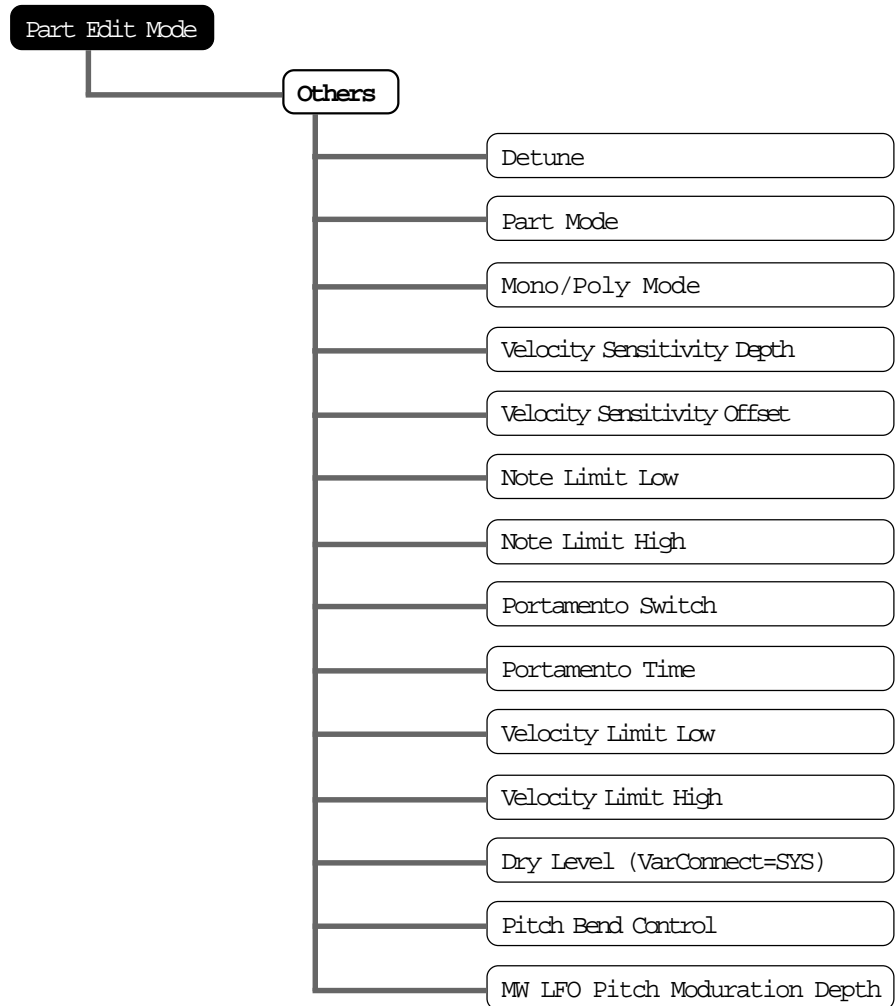 Part Edit Mode
Others
Detune
Part Mode
Mono/Poly Mode
Velocity Sensitivity Depth
Velocity Sensitivity Offset
Note Limit Low
Note Limit High
Portamento Switch
Portamento Time
Velocity Limit Low
Velocity Limit High
Dry Level (VarConnect=SYS)
Pitch Bend Control
MW LFO Pitch Moduration Depth